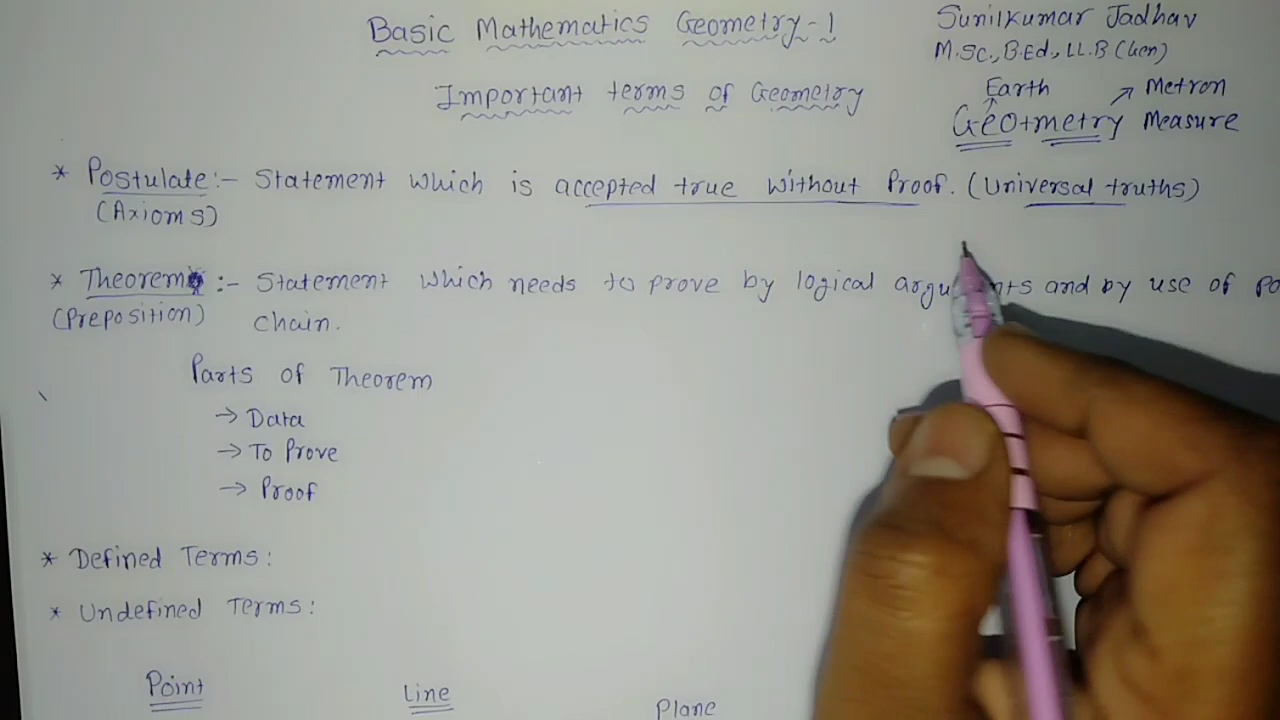 Basic Mathematics Geometry-1
Sunilkumar Jadhav
M.Sc., B.Ed., LL.B (Gen)
Important terms of Geometry
Earth Metron
Geo+metry Measure
* Postulate:- Statement which is accepted true without Proof. (Universal truths)
(Axioms)
* Theorem :- Statement which needs to prove by logical and by use of
(Preposition) chain.
Parts of Theorem
→ Data
→ To Prove
→ Proof
* Defined Terms:
* Undefined Terms:
Point Line Plane